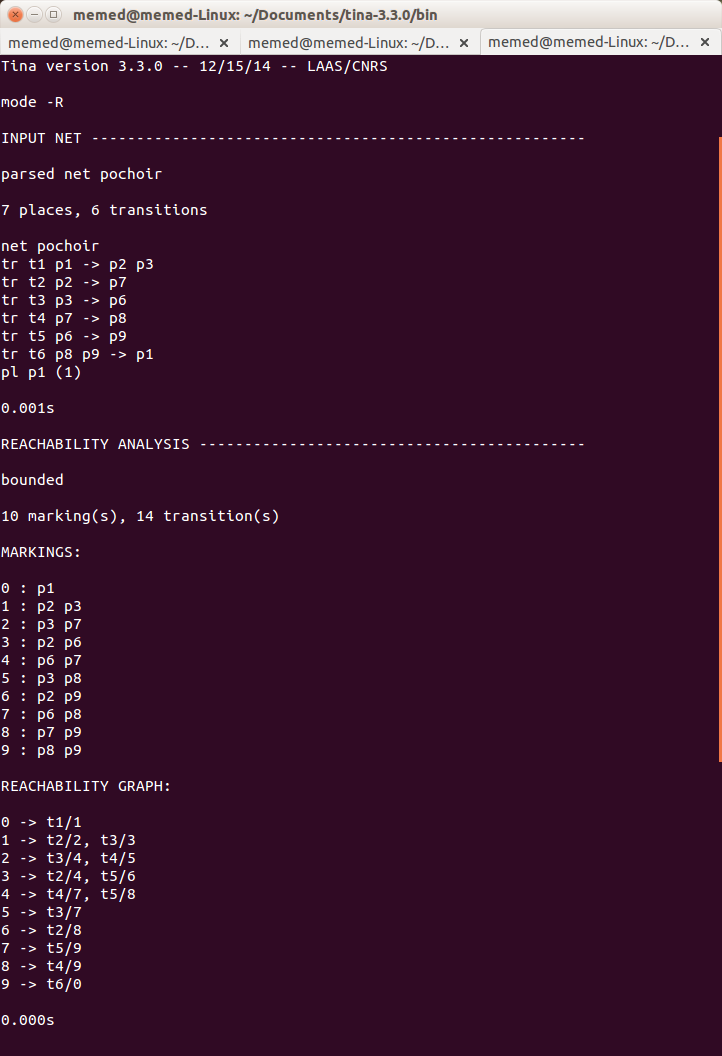 memed@memed-Linux: ~/Documents/tina-3.3.0/bin
memed@memed-Linux: ~/D... × memed@memed-Linux: ~/D... × memed@memed-Linux: ~/D... ×
Tina version 3.3.0 -- 12/15/14 -- LAAS/CNRS
mode -R
INPUT NET -------------------------------------------------------
parsed net pochoir
7 places, 6 transitions
net pochoir
tr t1 p1 -> p2 p3
tr t2 p2 -> p7
tr t3 p3 -> p6
tr t4 p7 -> p8
tr t5 p6 -> p9
tr t6 p8 p9 -> p1
pl p1 (1)
0.001s
REACHABILITY ANALYSIS -------------------------------------------
bounded
10 marking(s), 14 transition(s)
MARKINGS:
0 : p1
1 : p2 p3
2 : p3 p7
3 : p2 p6
4 : p6 p7
5 : p3 p8
6 : p2 p9
7 : p6 p8
8 : p7 p9
9 : p8 p9
REACHABILITY GRAPH:
0 -> t1/1
1 -> t2/2, t3/3
2 -> t3/4, t4/5
3 -> t2/4, t5/6
4 -> t4/7, t5/8
5 -> t3/7
6 -> t2/8
7 -> t5/9
8 -> t4/9
9 -> t6/0
0.000s